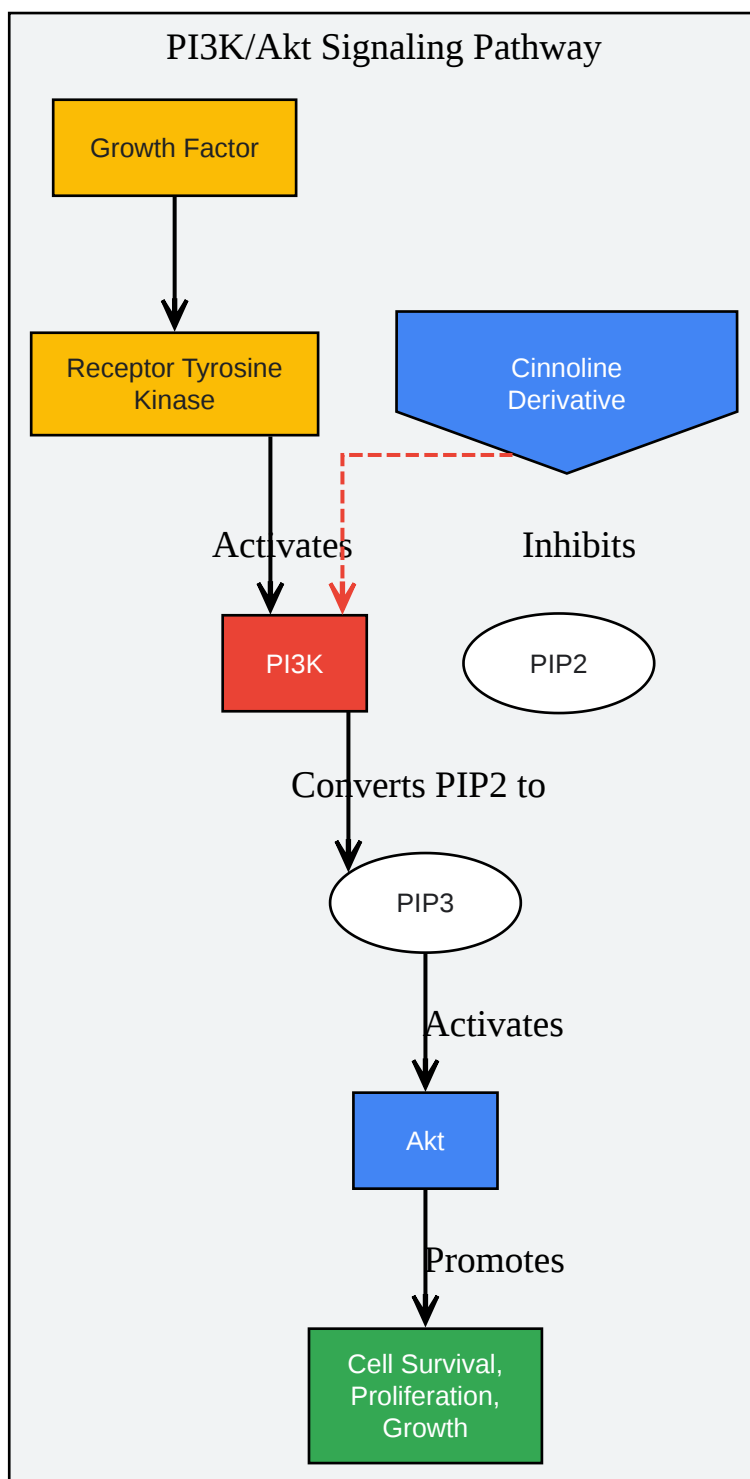 PI3K/Akt Signaling Pathway
Growth Factor
Receptor Tyrosine
Kinase
Cinnoline
Derivative
Activates
Inhibits
PI3K
PIP2
Converts PIP2 to
PIP3
Activates
Akt
Promotes
Cell Survival,
Proliferation,
Growth